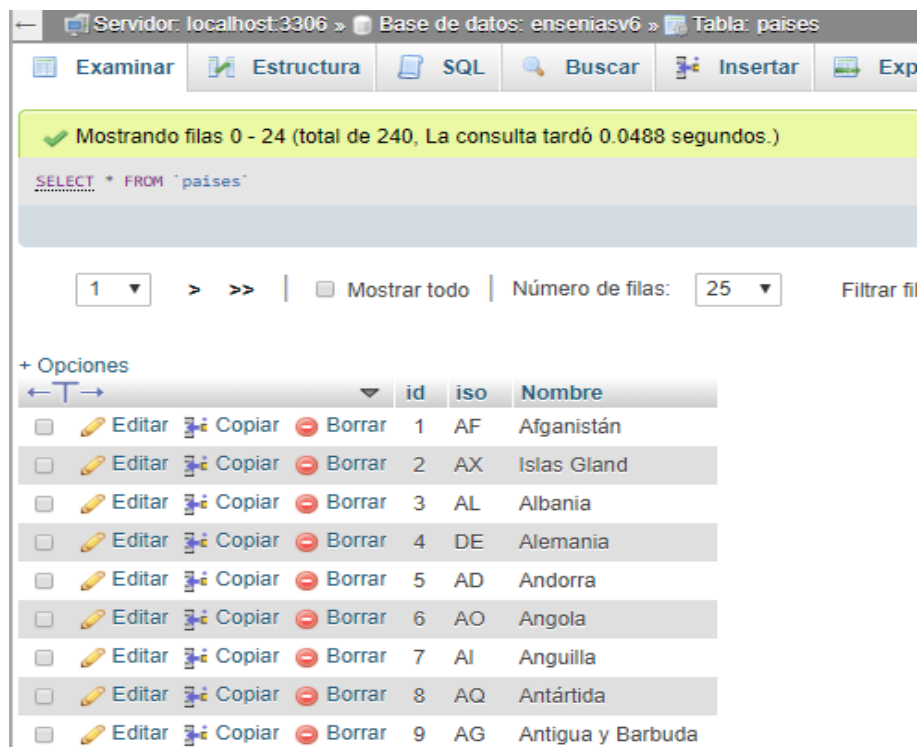 ← Servidor: localhost:3306 » Base de datos: enseniasv6 » Tabla: paises
Examinar Estructura SQL Buscar Insertar Exp
Mostrando filas 0 - 24 (total de 240, La consulta tardó 0.0488 segundos.)
SELECT * FROM `paises`
1 > >> | Mostrar todo | Número de filas: 25 Filtrar fil
+ Opciones
←T→ id iso Nombre
Editar Copiar Borrar 1 AF Afganistán
Editar Copiar Borrar 2 AX Islas Gland
Editar Copiar Borrar 3 AL Albania
Editar Copiar Borrar 4 DE Alemania
Editar Copiar Borrar 5 AD Andorra
Editar Copiar Borrar 6 AO Angola
Editar Copiar Borrar 7 AI Anguilla
Editar Copiar Borrar 8 AQ Antártida
Editar Copiar Borrar 9 AG Antigua y Barbuda